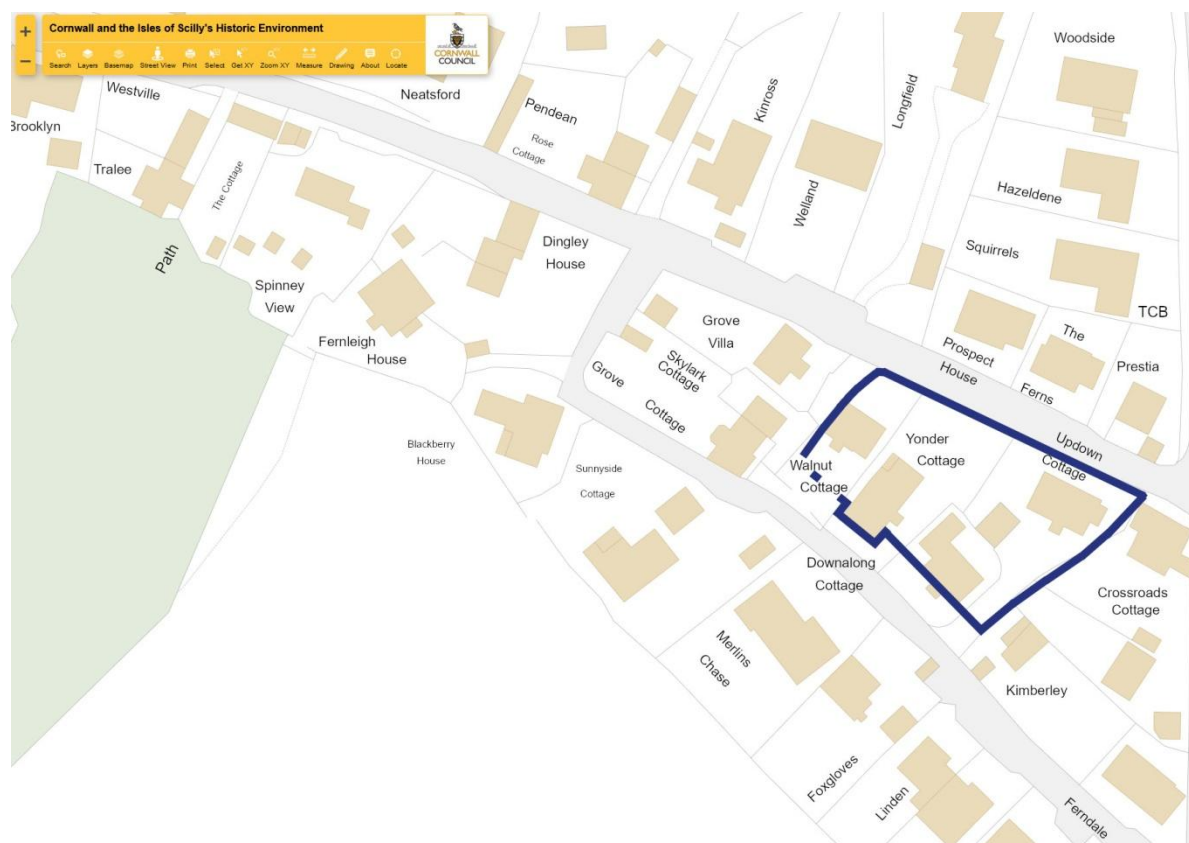 Cornwall and the Isles of Scilly's Historic Environment
Search Layers Basemap Street View Print Select Get XY Zoom XY Measure Drawing About Locate
CORNWALL
COUNCIL
Woodside
Westville
Neatsford
Brooklyn
Pendean
Kinross
Longfield
Rose
Cottage
Tralee
The Cottage
Welland
Hazeldene
Path
Dingley
House
Squirrels
Spinney
View
TCB
Fernleigh
House
Grove
Villa
Prospect
House
The
Ferns
Prestia
Skylark
Cottage
Grove
Cottage
Updown
Cottage
Yonder
Cottage
Blackberry
House
Walnut
Cottage
Sunnyside
Cottage
Downalong
Cottage
Crossroads
Cottage
Merlins
Chase
Kimberley
Foxgloves
Linden
Ferndale